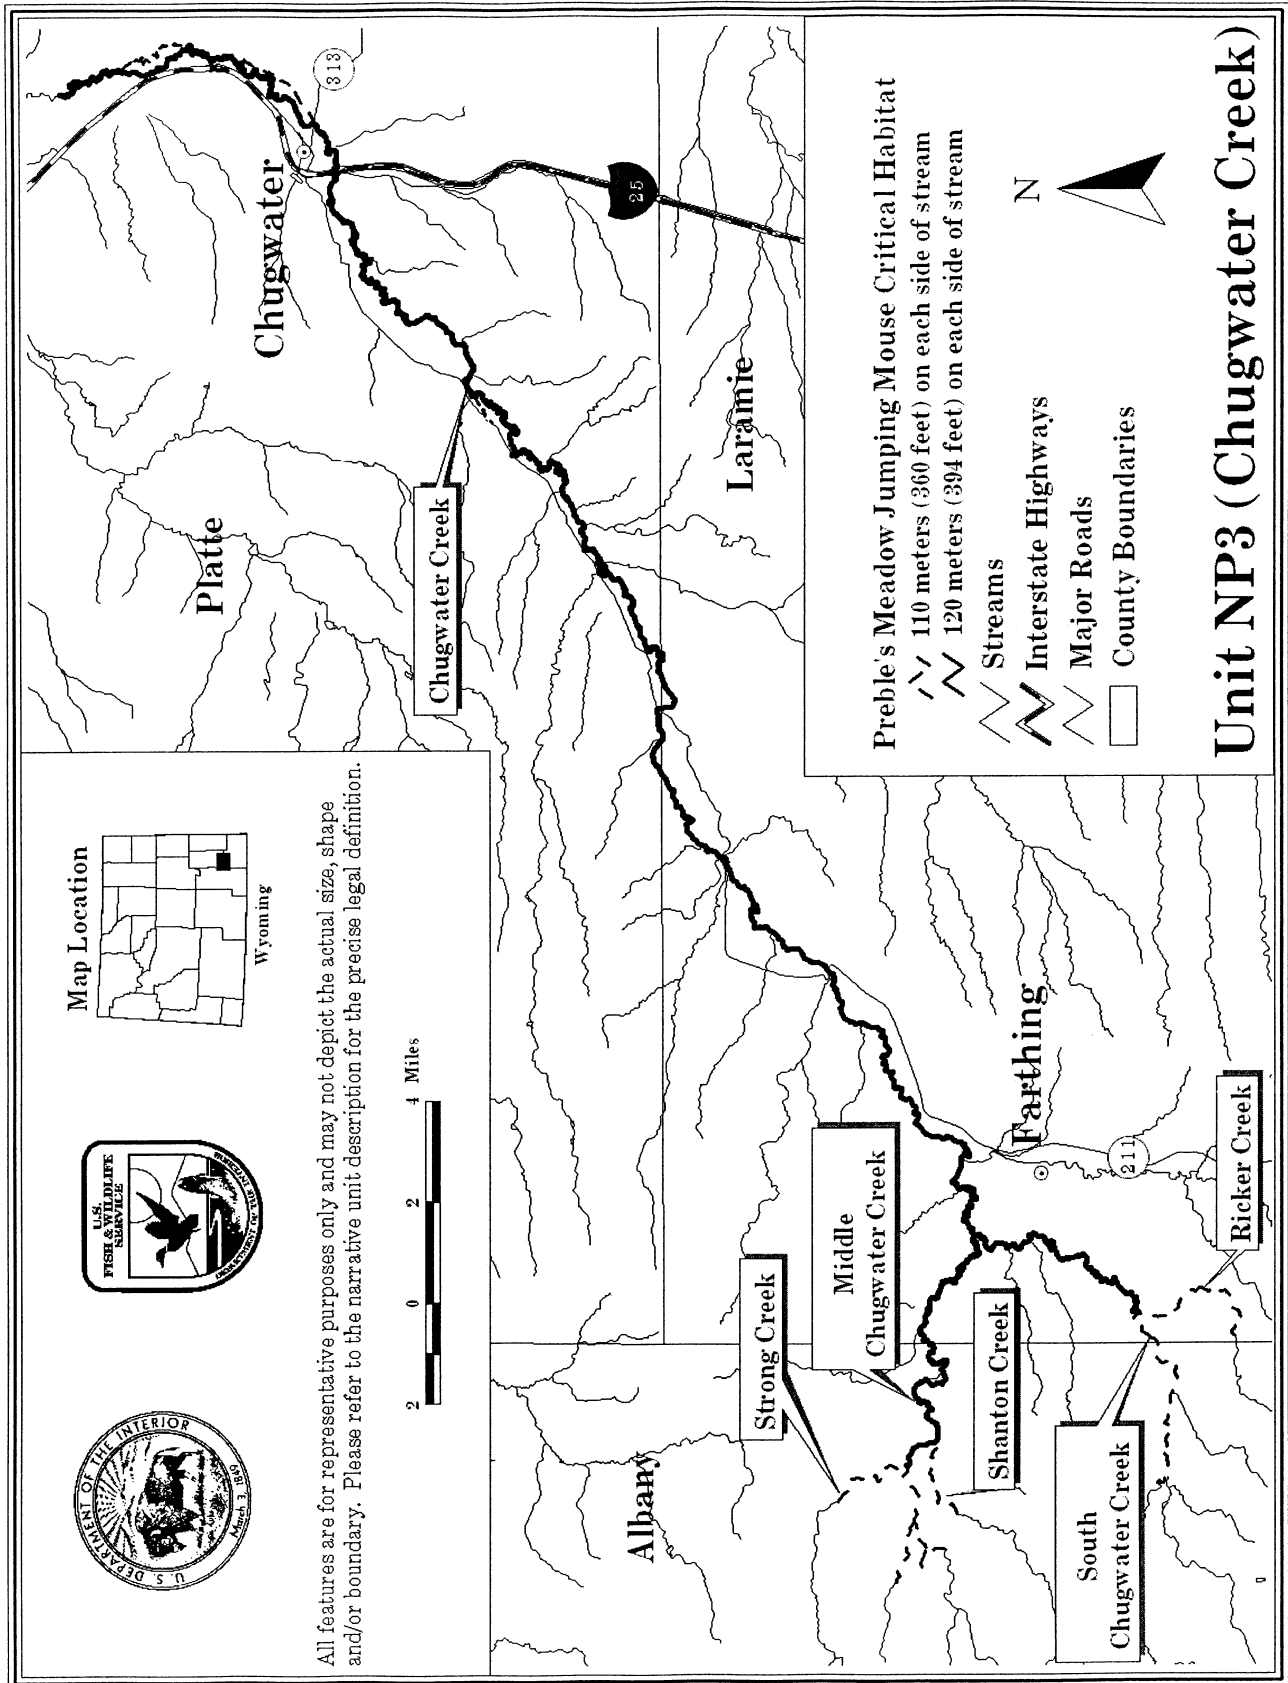 U.S. DEPARTMENT OF THE INTERIOR
March 3, 1849
U.S.
FISH & WILDLIFE
SERVICE
DEPARTMENT OF THE INTERIOR
Map Location
Wyoming
All features are for representative purposes only and may not depict the actual size, shape
and/or boundary. Please refer to the narrative unit description for the precise legal definition.
2 0 2 4 Miles
Platte
Chugwater
313
Chugwater Creek
25
Albany
Laramie
Strong Creek
Middle
Chugwater Creek
Shanton Creek
Farthing
211
South
Chugwater Creek
Ricker Creek
Preble's Meadow Jumping Mouse Critical Habitat
110 meters (360 feet) on each side of stream
120 meters (394 feet) on each side of stream
Streams
Interstate Highways
Major Roads
County Boundaries
N
Unit NP3 (Chugwater Creek)